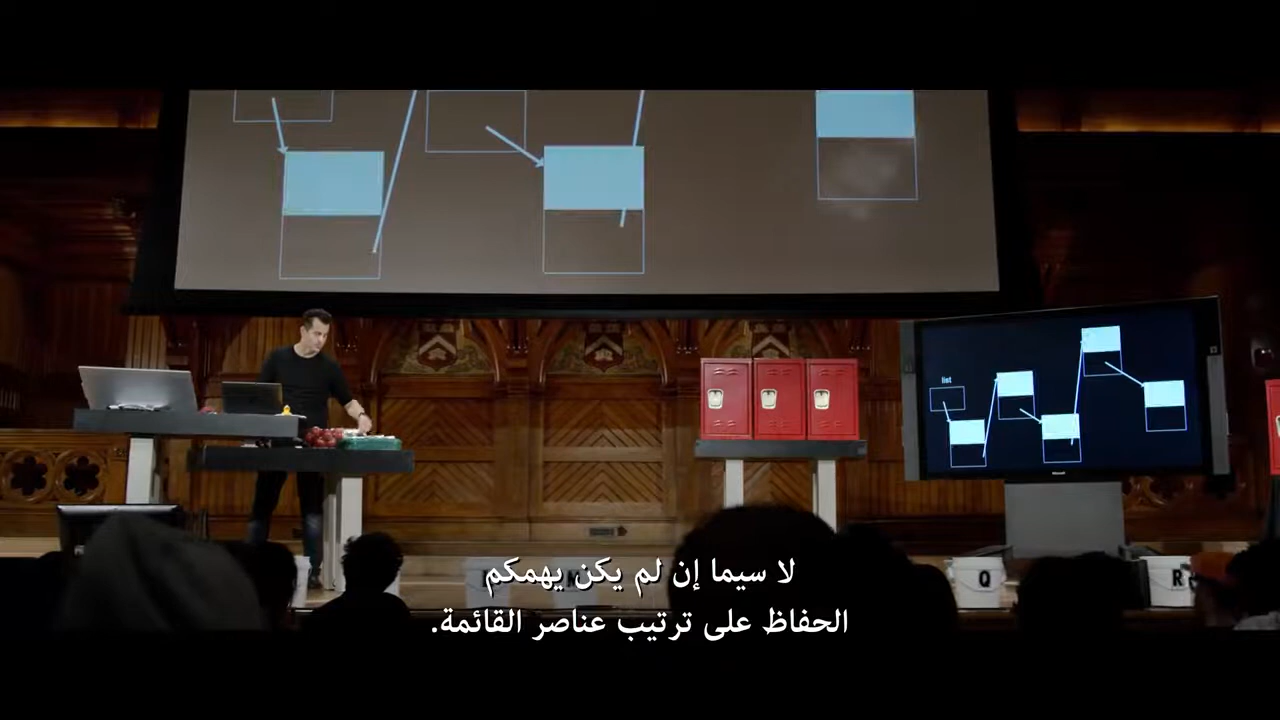 list
Q
R
لا سيما إن لم يكن يهمكم
الحفاظ على ترتيب عناصر القائمة.